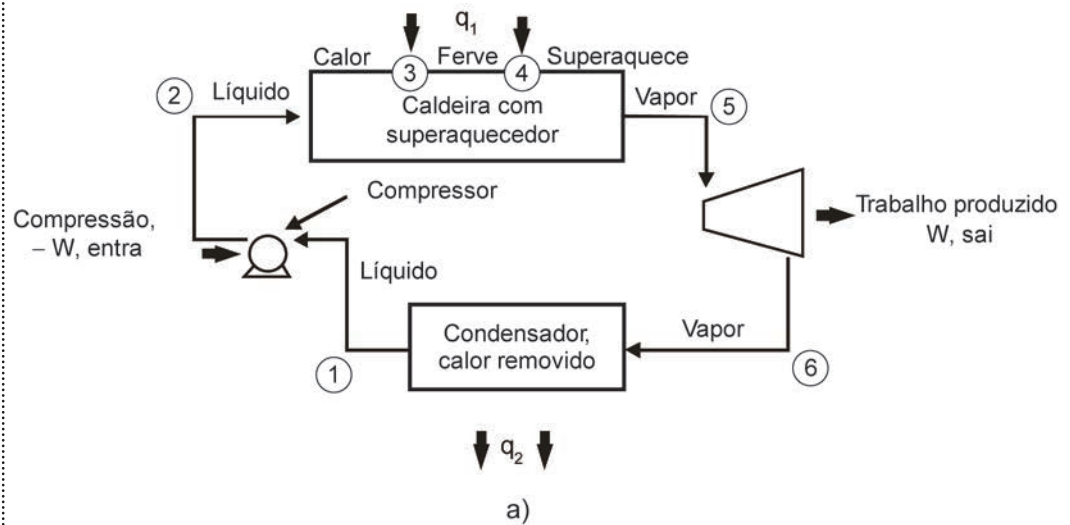 q1
Calor 3 Ferve 4 Superaquece
2 Líquido
Caldeira com
superaquecedor
Vapor 5
Compressor
Compressão,
– W, entra
Trabalho produzido
W, sai
Líquido
Condensador,
calor removido
Vapor
1
6
q2
a)